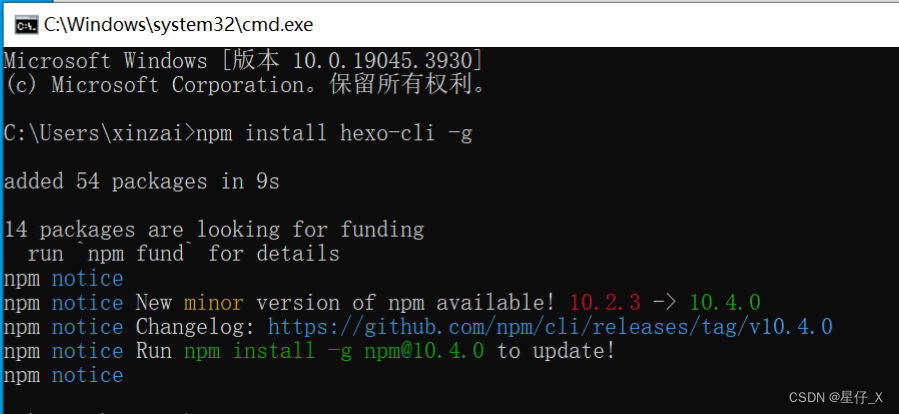 C:\Windows\system32\cmd.exe
Microsoft Windows [版本 10.0.19045.3930]
(c) Microsoft Corporation。保留所有权利。
C:\Users\xinzai>npm install hexo-cli -g
added 54 packages in 9s
14 packages are looking for funding
run `npm fund` for details
npm notice
npm notice New minor version of npm available! 10.2.3 -> 10.4.0
npm notice Changelog: https://github.com/npm/cli/releases/tag/v10.4.0
npm notice Run npm install -g npm@10.4.0 to update!
npm notice
CSDN @星仔_X